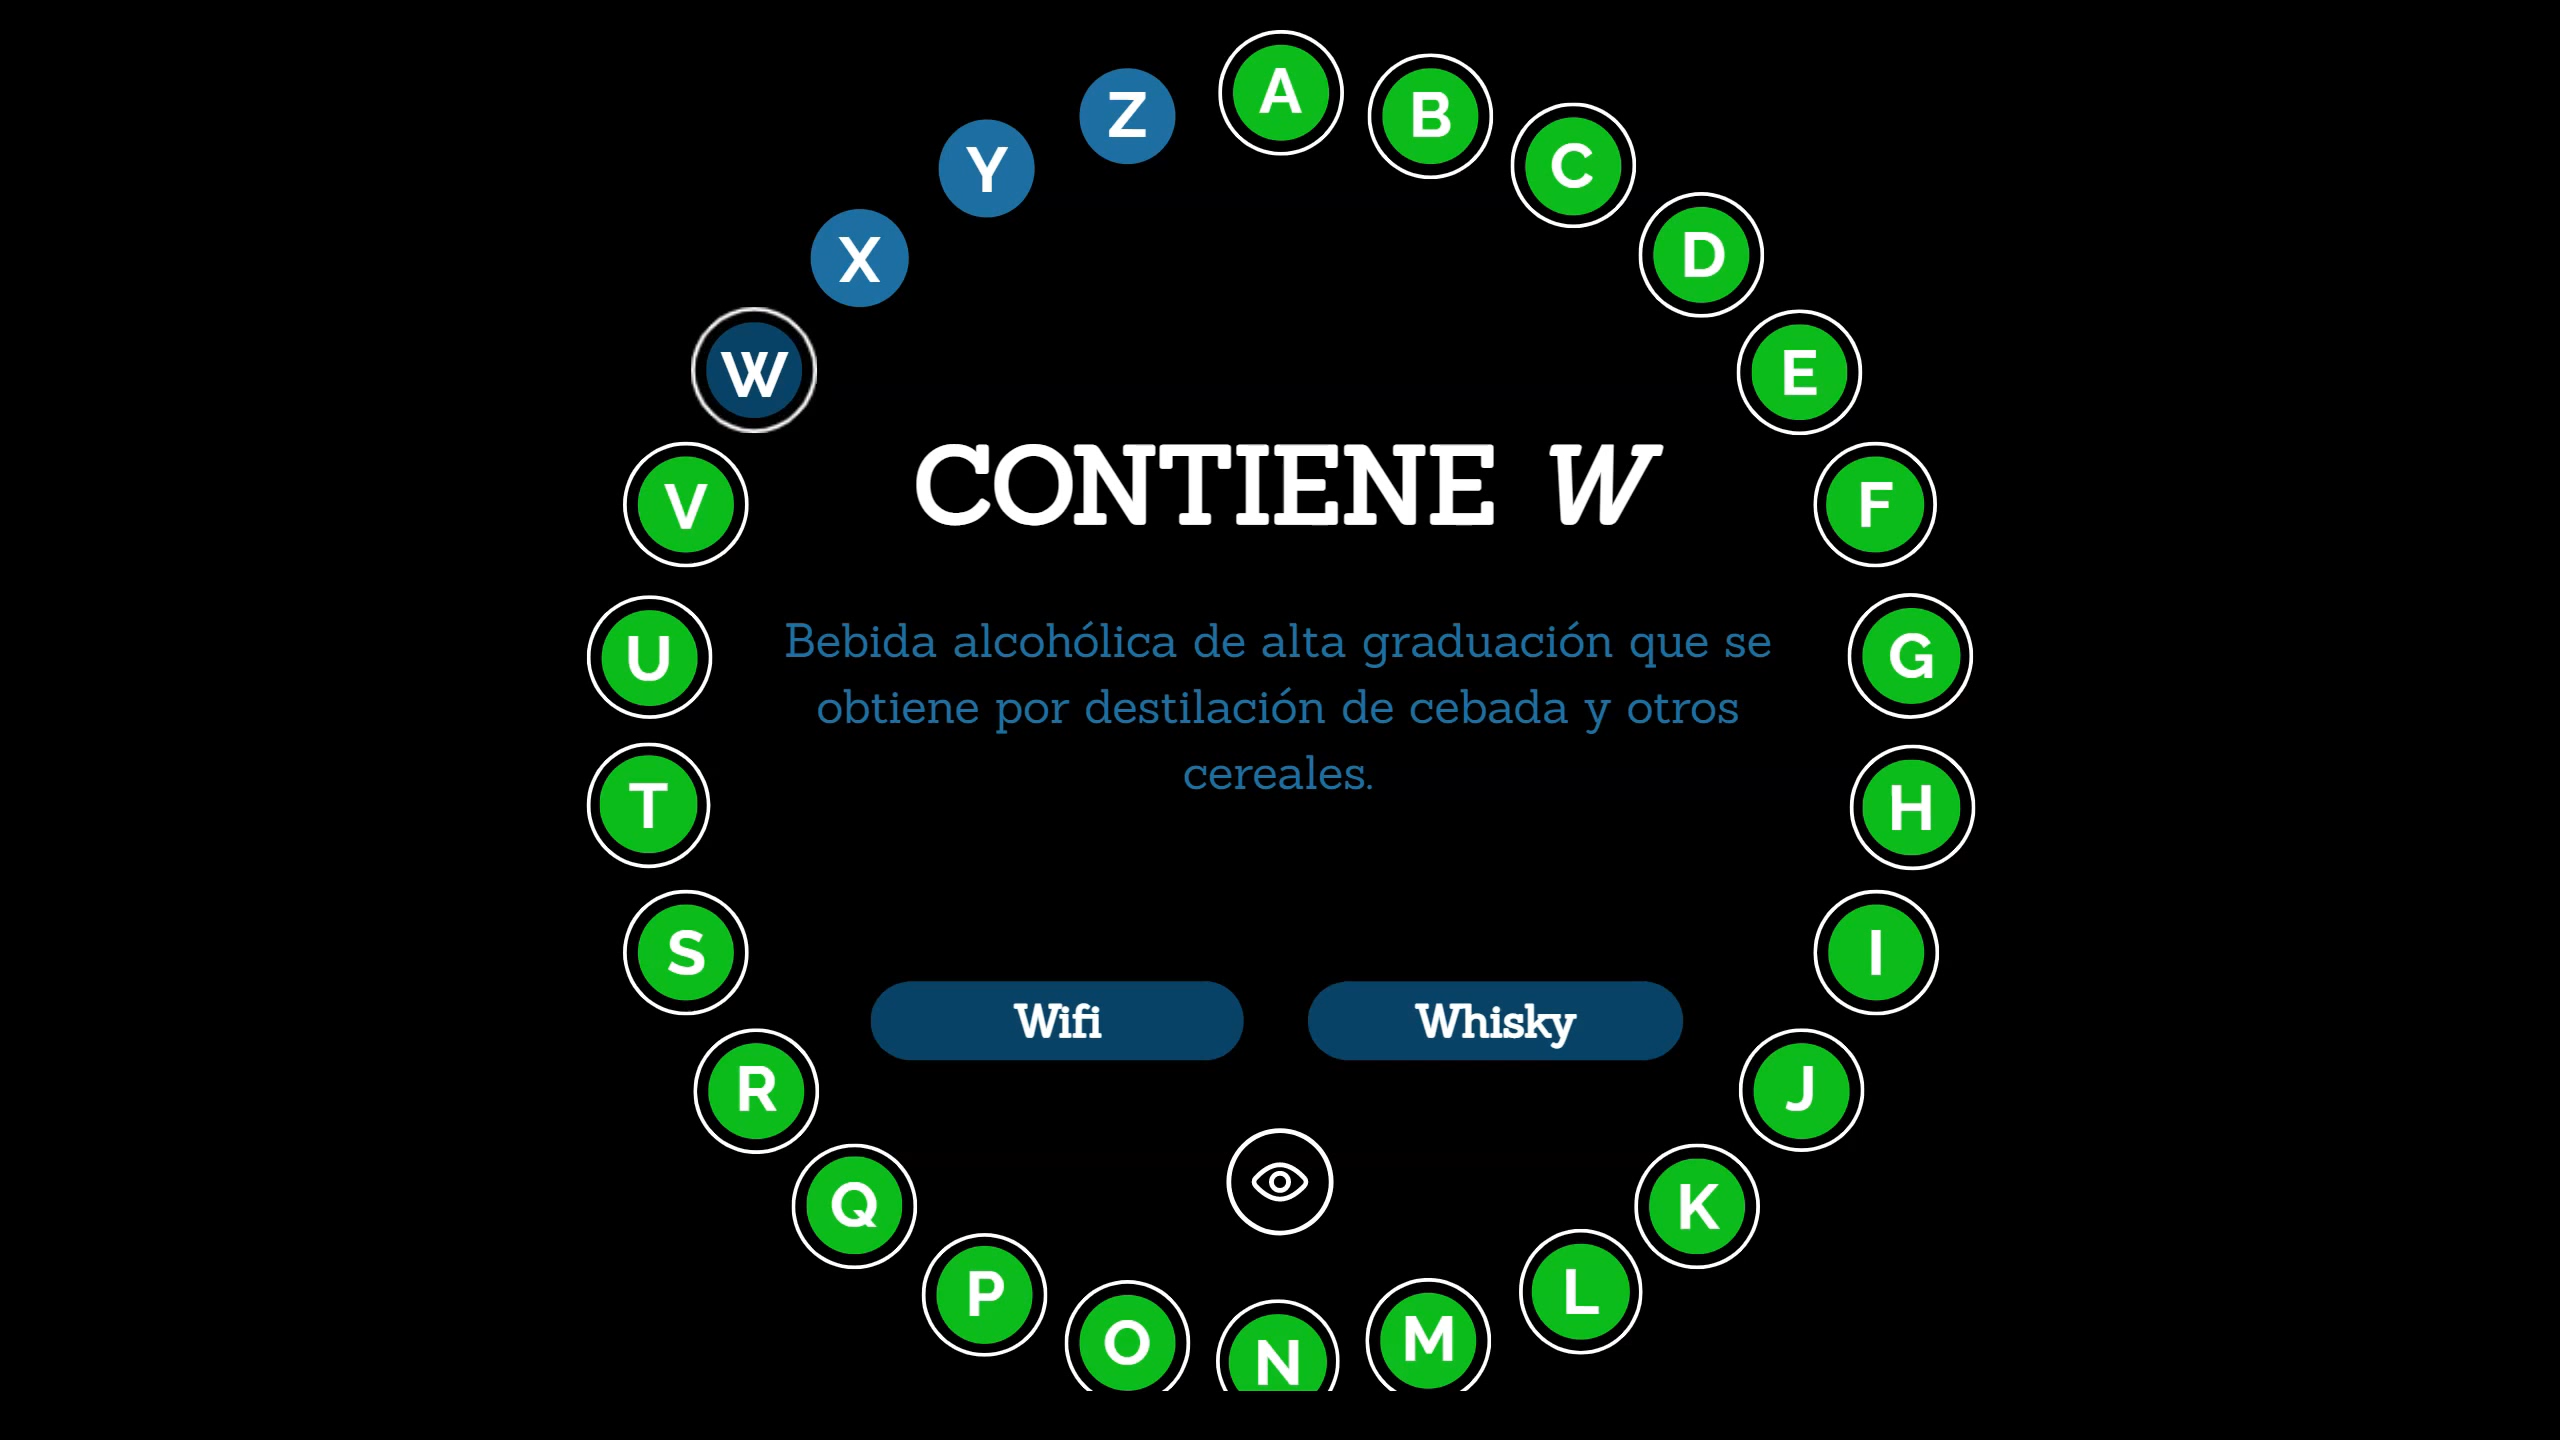 A
B
C
D
E
F
G
H
I
J
K
L
M
N
O
P
Q
R
S
T
U
V
W
X
Y
Z
CONTIENE W
Bebida alcohólica de alta graduación que se
obtiene por destilación de cebada y otros
cereales.
Wifi
Whisky